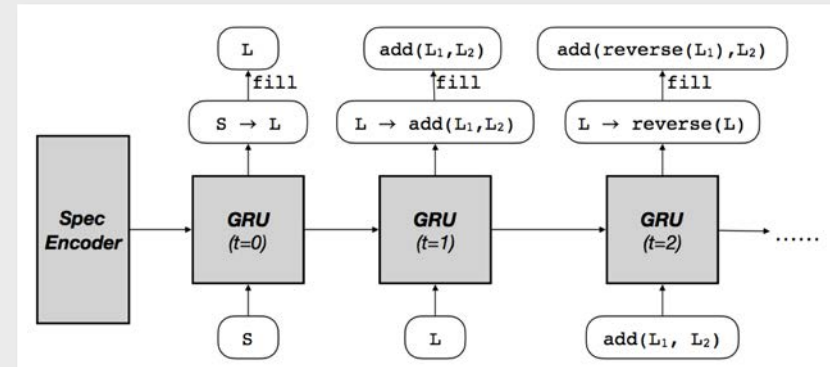 L
add(L₁,L₂)
add(reverse(L₁),L₂)
fill
fill
fill
S → L
L → add(L₁,L₂)
L → reverse(L)
Spec
Encoder
GRU
(t=0)
GRU
(t=1)
GRU
(t=2)
......
S
L
add(L₁, L₂)